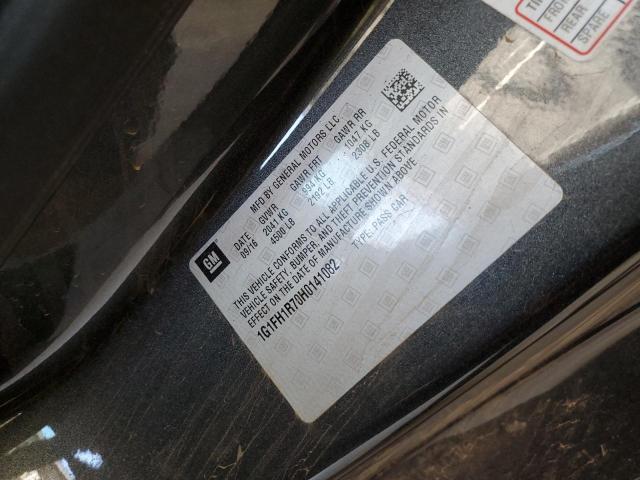 TI
FRO
REAR
SPARE
MFD BY GENERAL MOTORS LLC
DATE GVWR GAWR FRT GAWR RR
09/16 2041 KG 994 KG 1047 KG
4500 LB 2192 LB 2308 LB
GM
THIS VEHICLE CONFORMS TO ALL APPLICABLE U.S. FEDERAL MOTOR
VEHICLE SAFETY, BUMPER, AND THEFT PREVENTION STANDARDS IN
EFFECT ON THE DATE OF MANUFACTURE SHOWN ABOVE
1G1FH1R70H0141082 TYPE: PASS CAR